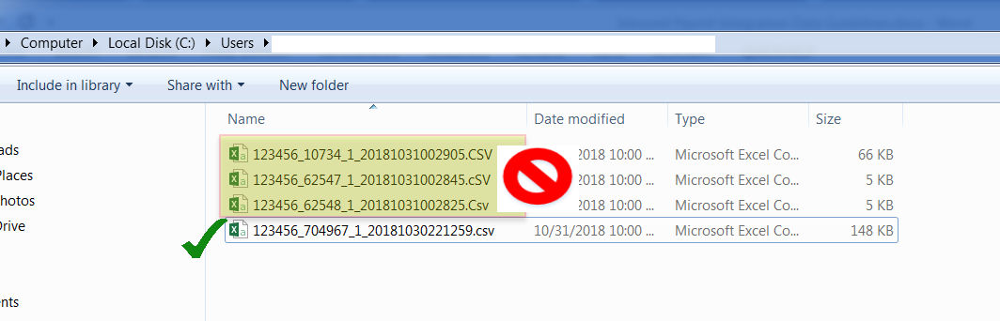 Computer Local Disk (C:) Users
Include in library Share with New folder
Name Date modified Type Size
123456_10734_1_20181031002905.CSV 2018 10:00 ... Microsoft Excel Co... 66 KB
123456_62547_1_20181031002845.cSV 2018 10:00 ... Microsoft Excel Co... 5 KB
123456_62548_1_20181031002825.Csv 2018 10:00 ... Microsoft Excel Co... 5 KB
123456_704967_1_20181030221259.csv 10/31/2018 10:00 ... Microsoft Excel Co... 148 KB
ads
Places
hotos
Drive
nts